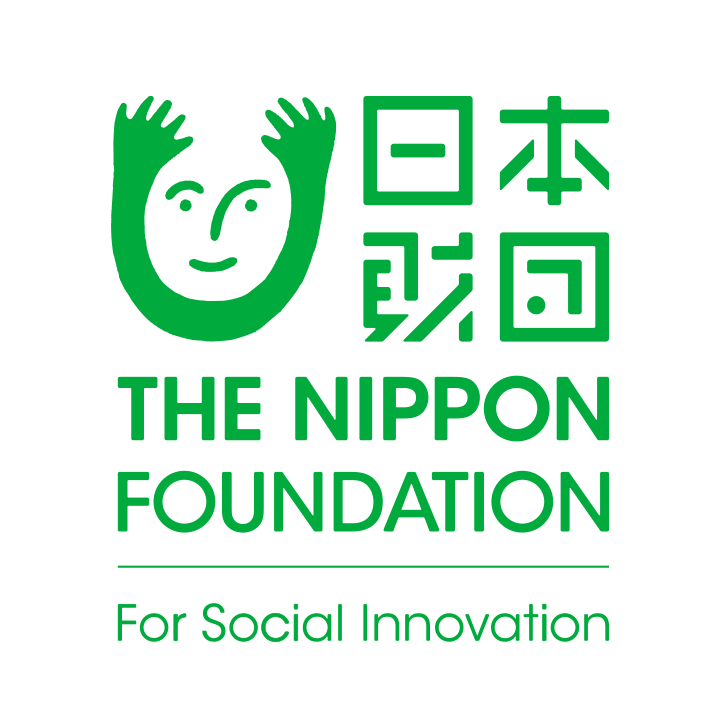 日本
財団
THE NIPPON
FOUNDATION
For Social Innovation